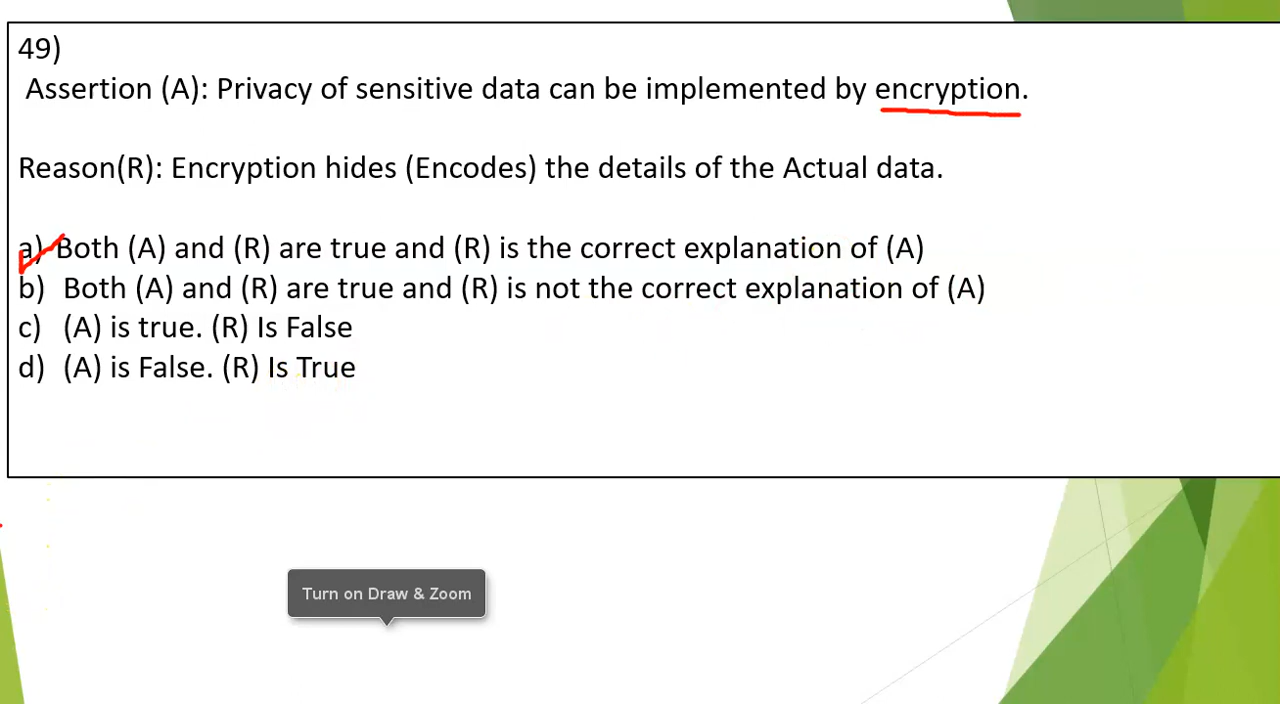 49)
Assertion (A): Privacy of sensitive data can be implemented by encryption.
Reason(R): Encryption hides (Encodes) the details of the Actual data.
a) Both (A) and (R) are true and (R) is the correct explanation of (A)
b) Both (A) and (R) are true and (R) is not the correct explanation of (A)
c) (A) is true. (R) Is False
d) (A) is False. (R) Is True
Turn on Draw & Zoom